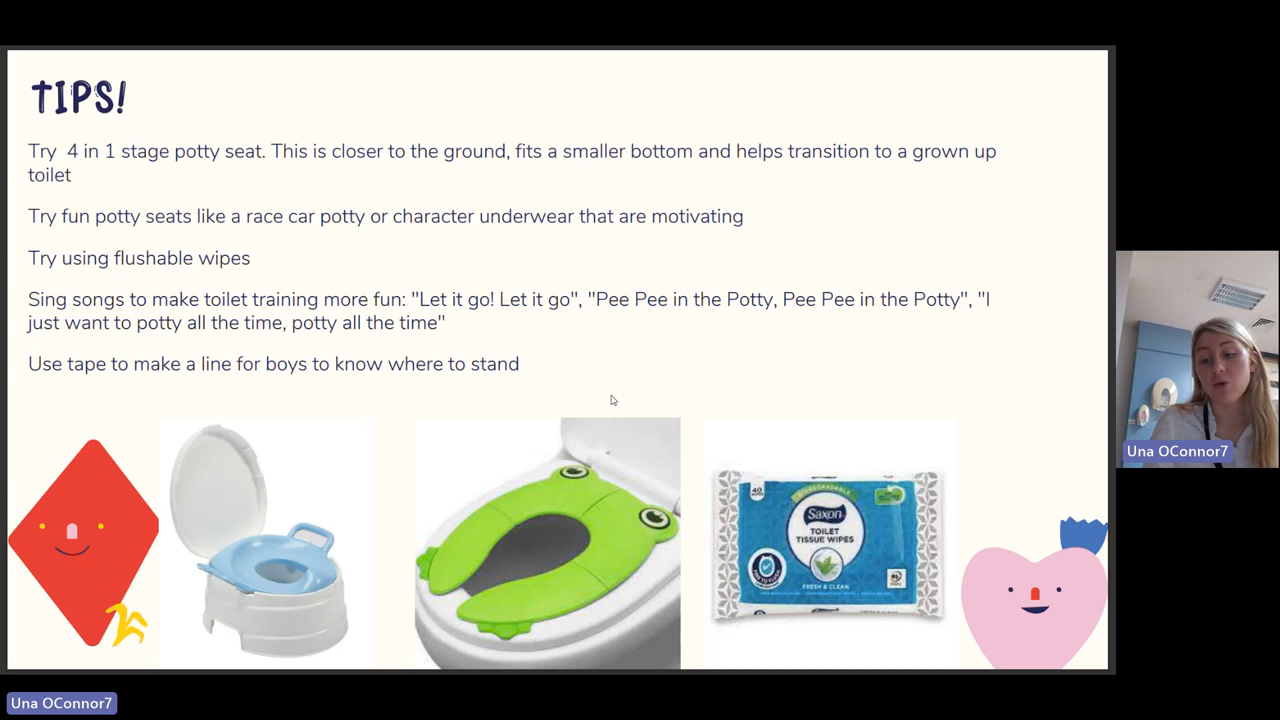 TIPS!
Try 4 in 1 stage potty seat. This is closer to the ground, fits a smaller bottom and helps transition to a grown up
toilet
Try fun potty seats like a race car potty or character underwear that are motivating
Try using flushable wipes
Sing songs to make toilet training more fun: "Let it go! Let it go", "Pee Pee in the Potty, Pee Pee in the Potty", "I
just want to potty all the time, potty all the time"
Use tape to make a line for boys to know where to stand
40
BIODEGRADABLE
Saxon
TOILET
TISSUE WIPES
FRESH & CLEAN
Una OConnor7
Una OConnor7